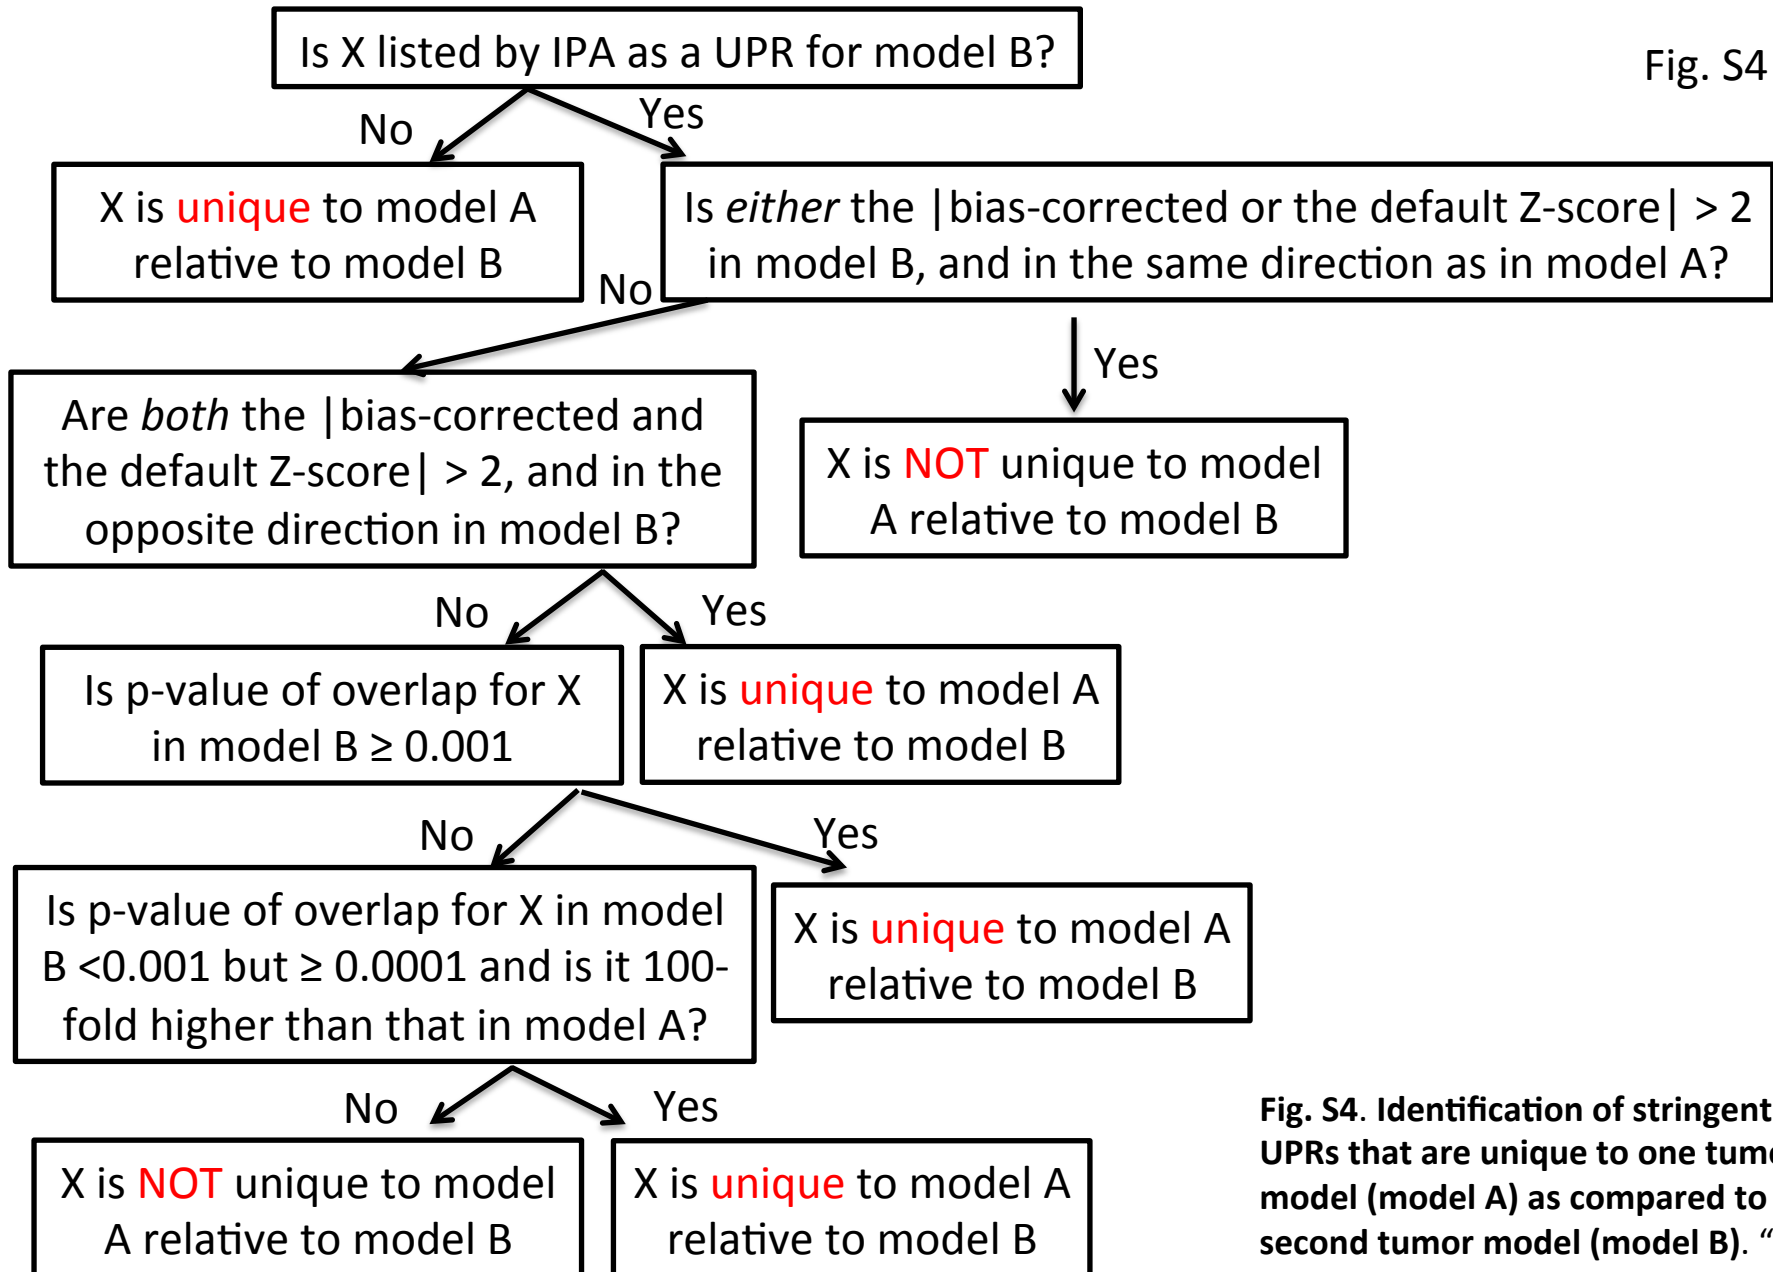 Is X listed by IPA as a UPR for model B?
Fig. S4
No
Yes
X is unique to model A
relative to model B
Is either the |bias-corrected or the default Z-score| > 2
in model B, and in the same direction as in model A?
No
Yes
Are both the |bias-corrected and
the default Z-score| > 2, and in the
opposite direction in model B?
X is NOT unique to model
A relative to model B
No
Yes
Is p-value of overlap for X
in model B ≥ 0.001
X is unique to model A
relative to model B
No
Yes
Is p-value of overlap for X in model
B <0.001 but ≥ 0.0001 and is it 100-
fold higher than that in model A?
X is unique to model A
relative to model B
No
Yes
X is NOT unique to model
A relative to model B
X is unique to model A
relative to model B
Fig. S4. Identification of stringent
UPRs that are unique to one
model (model A) as compared to
second tumor model (model B). “